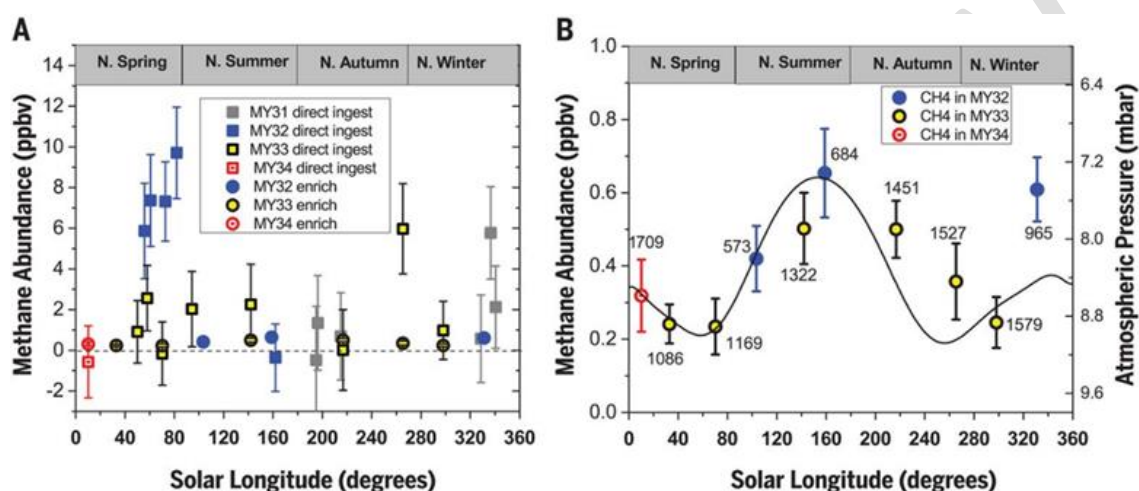 A
N. Spring N. Summer N. Autumn N. Winter
MY31 direct ingest
MY32 direct ingest
MY33 direct ingest
MY34 direct ingest
MY32 enrich
MY33 enrich
MY34 enrich
Methane Abundance (ppbv)
14
12
10
8
6
4
2
0
-2
0 40 80 120 160 200 240 280 320 360
Solar Longitude (degrees)
B
N. Spring N. Summer N. Autumn N. Winter
CH4 in MY32
CH4 in MY33
CH4 in MY34
Methane Abundance (ppbv)
1.0
0.8
0.6
0.4
0.2
0.0
1709
1086
1169
573
1322
684
1451
1527
1579
965
6.4
7.2
8.0
8.8
9.6
Atmospheric Pressure (mbar)
0 40 80 120 160 200 240 280 320 360
Solar Longitude (degrees)